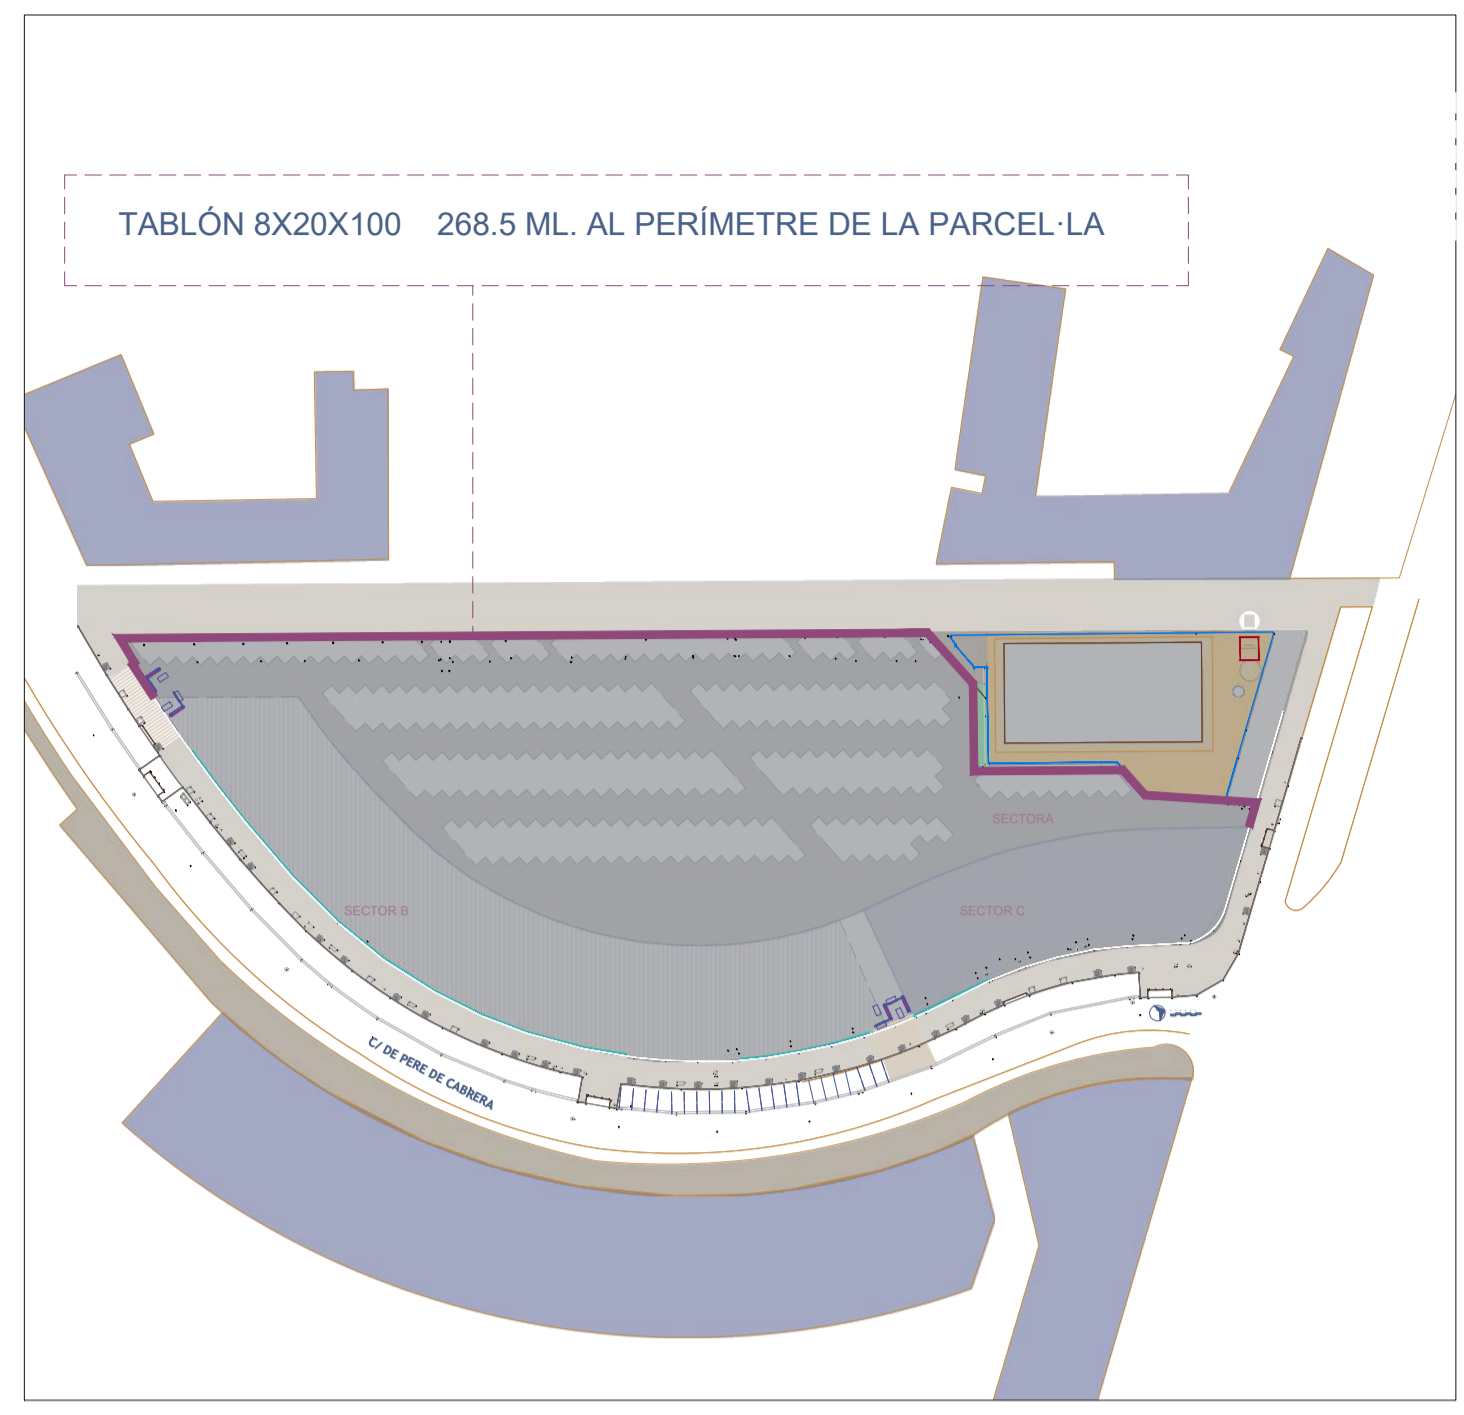 TABLÓN 8X20X100 268.5 ML. AL PERÍMETRE DE LA PARCEL·LA
SECTORA
SECTOR B
SECTOR C
C/ DE PERE DE CABRERA